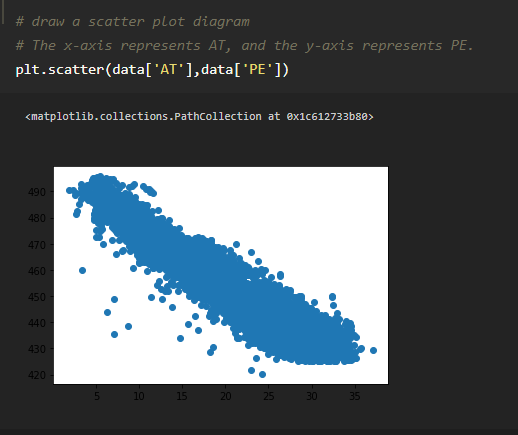 # draw a scatter plot diagram
# The x-axis represents AT, and the y-axis represents PE.
plt.scatter(data['AT'],data['PE'])
<matplotlib.collections.PathCollection at 0x1c612733b80>
490
480
470
460
450
440
430
420
5 10 15 20 25 30 35